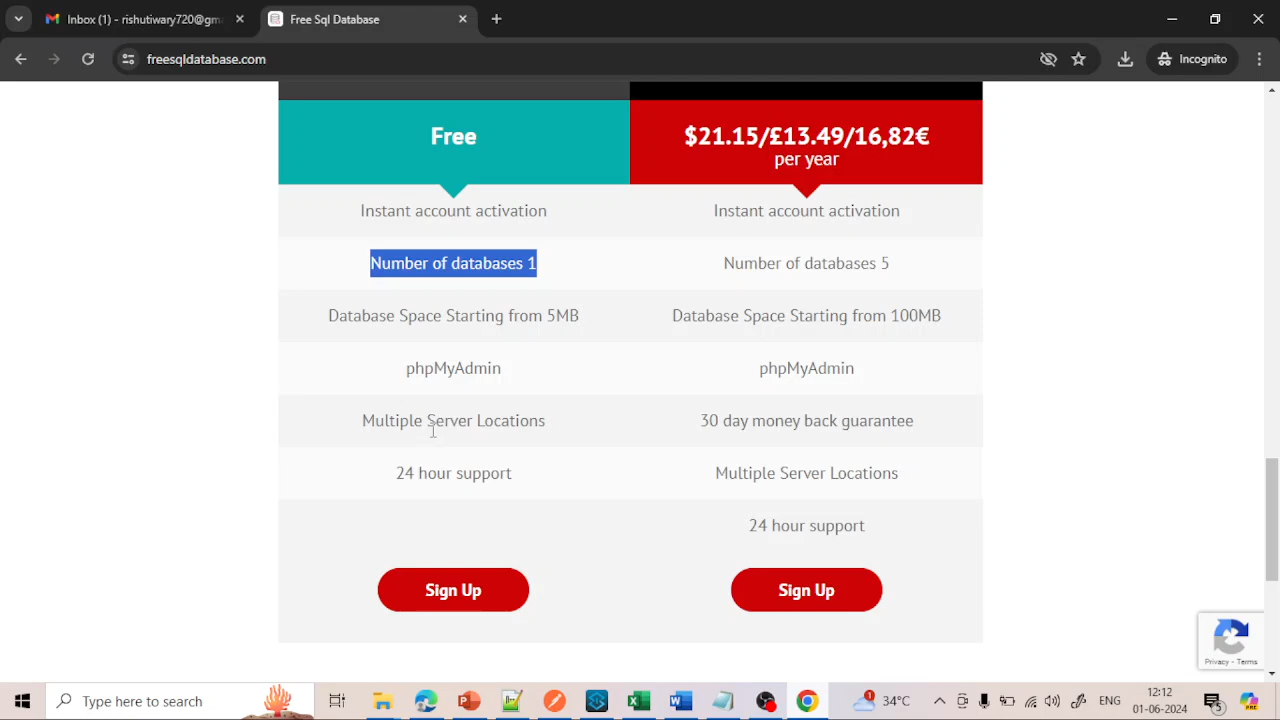 Inbox (1) - rishutiwary720@gm
Free Sql Database
freesqldatabase.com
Incognito
Free
$21.15/£13.49/16,82€
per year
Instant account activation
Instant account activation
Number of databases 1
Number of databases 5
Database Space Starting from 5MB
Database Space Starting from 100MB
phpMyAdmin
phpMyAdmin
Multiple Server Locations
30 day money back guarantee
24 hour support
Multiple Server Locations
24 hour support
Sign Up
Sign Up
Privacy - Terms
Type here to search
1
34°C
ENG
12:12
01-06-2024
5